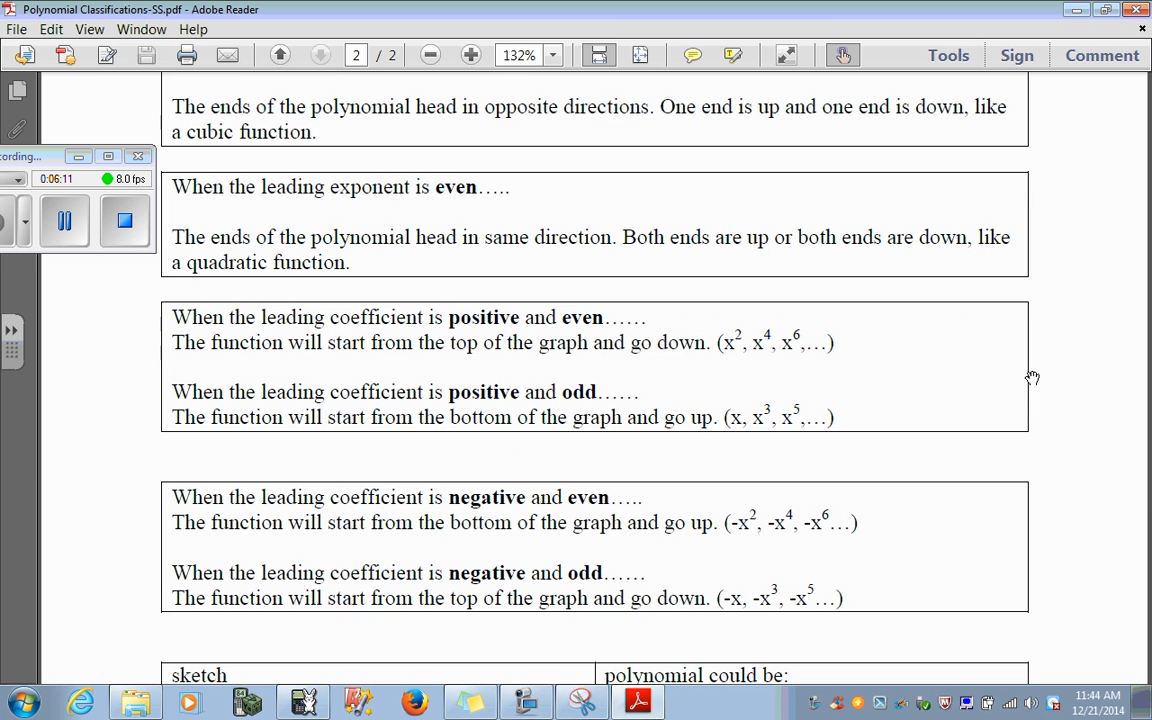 Polynomial Classifications-SS.pdf - Adobe Reader
File Edit View Window Help
2 / 2 132% Tools Sign Comment
The ends of the polynomial head in opposite directions. One end is up and one end is down, like
a cubic function.
cording...
0:06:11 8.0 fps
When the leading exponent is even…..
The ends of the polynomial head in same direction. Both ends are up or both ends are down, like
a quadratic function.
When the leading coefficient is positive and even……
The function will start from the top of the graph and go down. (x², x⁴, x⁶,…)
When the leading coefficient is positive and odd……
The function will start from the bottom of the graph and go up. (x, x³, x⁵,…)
When the leading coefficient is negative and even…..
The function will start from the bottom of the graph and go up. (-x², -x⁴, -x⁶…)
When the leading coefficient is negative and odd……
The function will start from the top of the graph and go down. (-x, -x³, -x⁵…)
sketch polynomial could be:
11:44 AM
12/21/2014